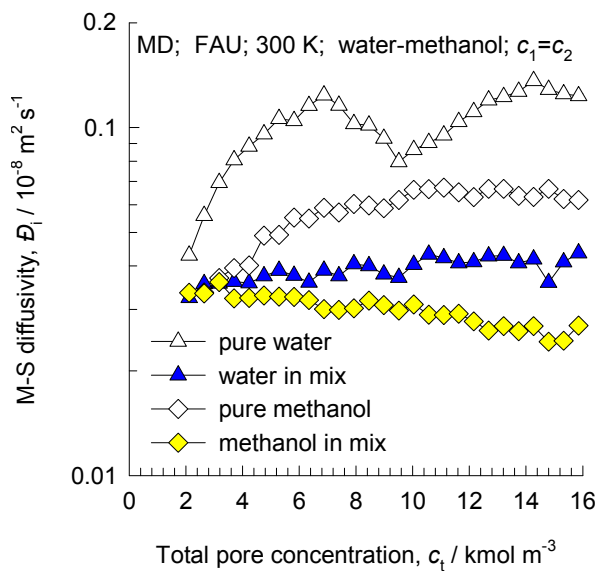 MD; FAU; 300 K; water-methanol; c₁=c₂
0.2
0.1
0.01
M-S diffusivity, Đᵢ / 10⁻⁸ m² s⁻¹
pure water
water in mix
pure methanol
methanol in mix
0 2 4 6 8 10 12 14 16
Total pore concentration, cₜ / kmol m⁻³